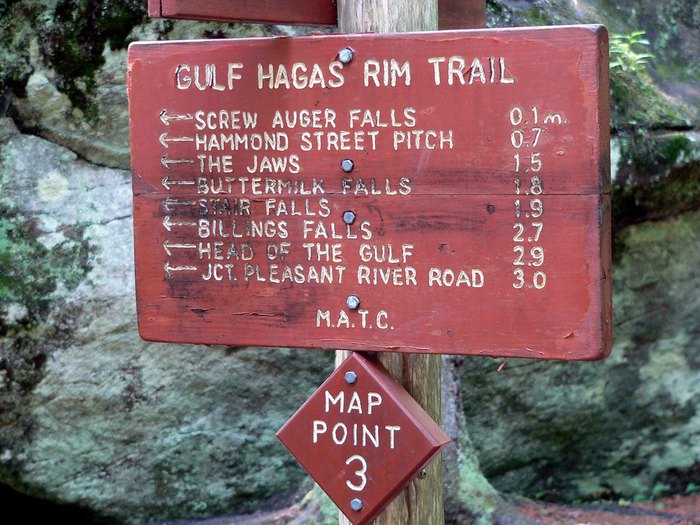 GULF HAGAS RIM TRAIL
← SCREW AUGER FALLS 0.1 m.
← HAMMOND STREET PITCH 0.7
← THE JAWS 1.5
← BUTTERMILK FALLS 1.8
← STAIR FALLS 1.9
← BILLINGS FALLS 2.7
← HEAD OF THE GULF 2.9
← JCT. PLEASANT RIVER ROAD 3.0
M.A.T.C.
MAP
POINT
3